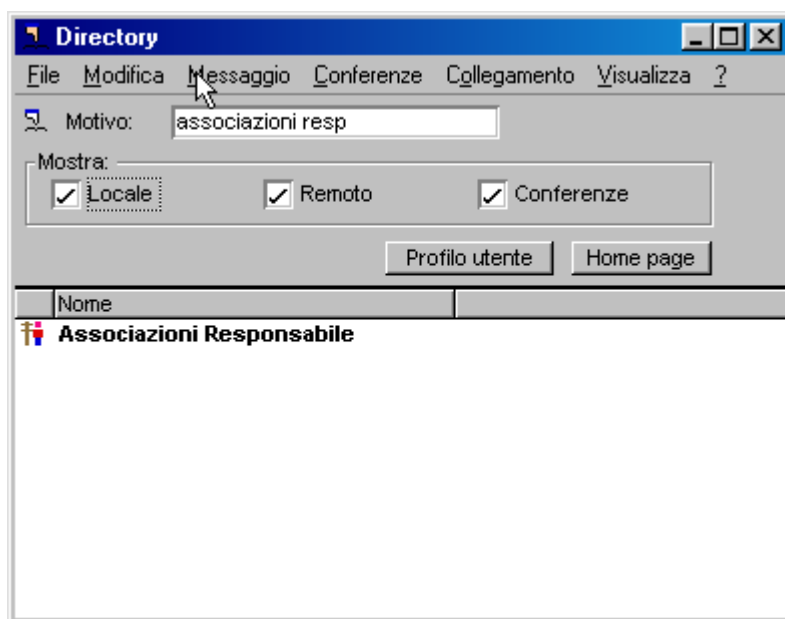 Directory
File Modifica Messaggio Conferenze Collegamento Visualizza ?
Motivo: associazioni resp
Mostra:
Locale Remoto Conferenze
Profilo utente Home page
Nome
Associazioni Responsabile